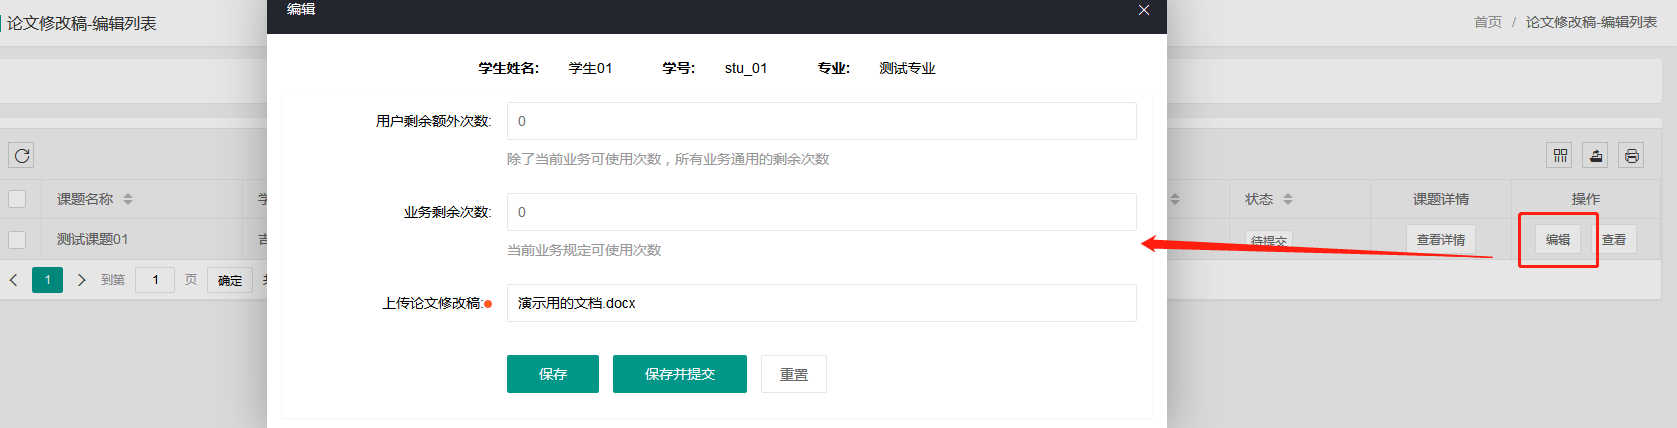 编辑
论文修改稿-编辑列表
首页 / 论文修改稿-编辑列表
学生姓名: 学生01 学号: stu_01 专业: 测试专业
用户剩余额外次数: 0
除了当前业务可使用次数，所有业务通用的剩余次数
课题名称
状态 课题详情 操作
业务剩余次数: 0
测试课题01
待提交 查看详情 编辑 查看
当前业务规定可使用次数
1 到第 1 页 确定
上传论文修改稿: 演示用的文档.docx
保存 保存并提交 重置